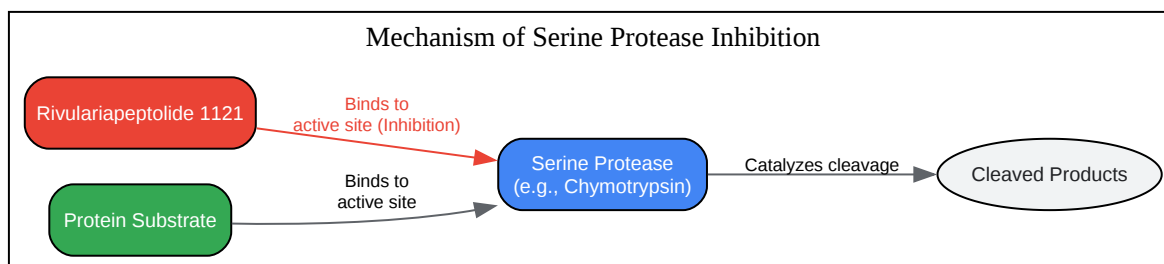 Mechanism of Serine Protease Inhibition
Rivulariapeptolide 1121
Binds to
active site (Inhibition)
Protein Substrate
Binds to
active site
Serine Protease
(e.g., Chymotrypsin)
Catalyzes cleavage
Cleaved Products